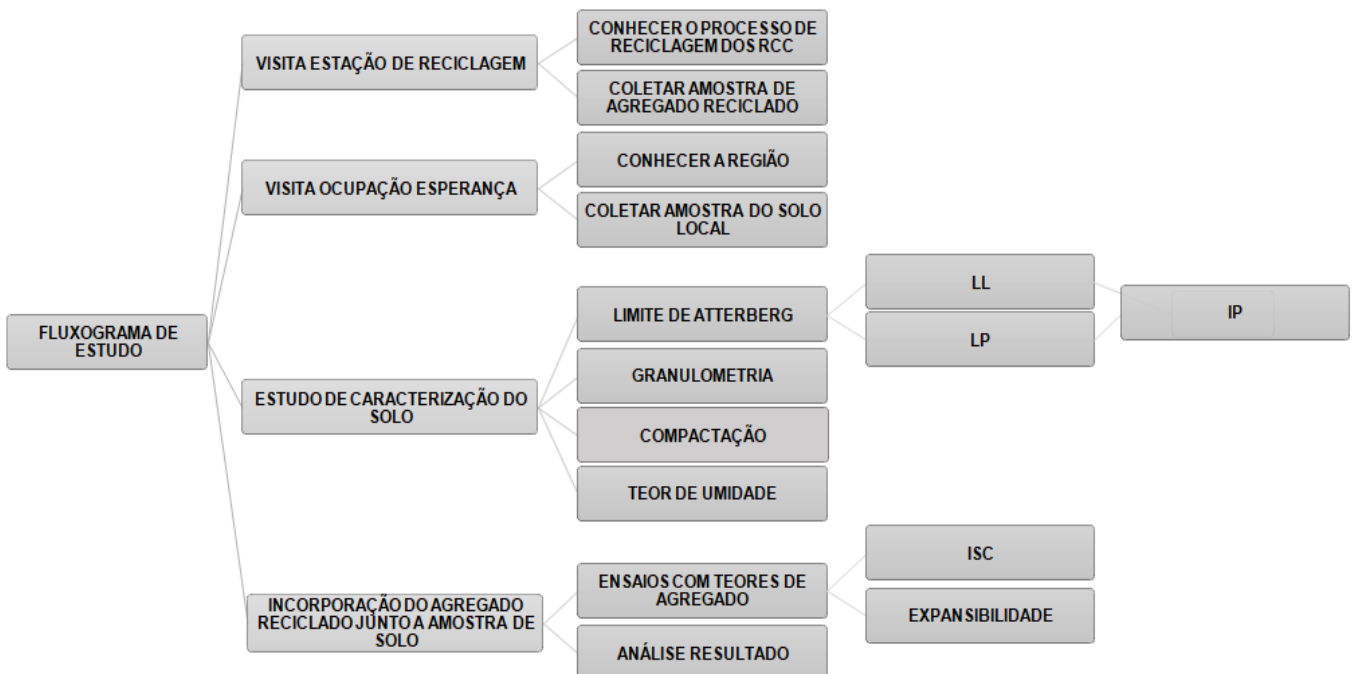 FLUXOGRAMA DE
ESTUDO
VISITA ESTAÇÃO DE RECICLAGEM
CONHECER O PROCESSO DE
RECICLAGEM DOS RCC
COLETAR AMOSTRA DE
AGREGADO RECICLADO
VISITA OCUPAÇÃO ESPERANÇA
CONHECER A REGIÃO
COLETAR AMOSTRA DO SOLO
LOCAL
ESTUDO DE CARACTERIZAÇÃO DO
SOLO
LIMITE DE ATTERBERG
LL
LP
IP
GRANULOMETRIA
COMPACTAÇÃO
TEOR DE UMIDADE
INCORPORAÇÃO DO AGREGADO
RECICLADO JUNTO A AMOSTRA DE
SOLO
ENSAIOS COM TEORES DE
AGREGADO
ISC
EXPANSIBILIDADE
ANÁLISE RESULTADO